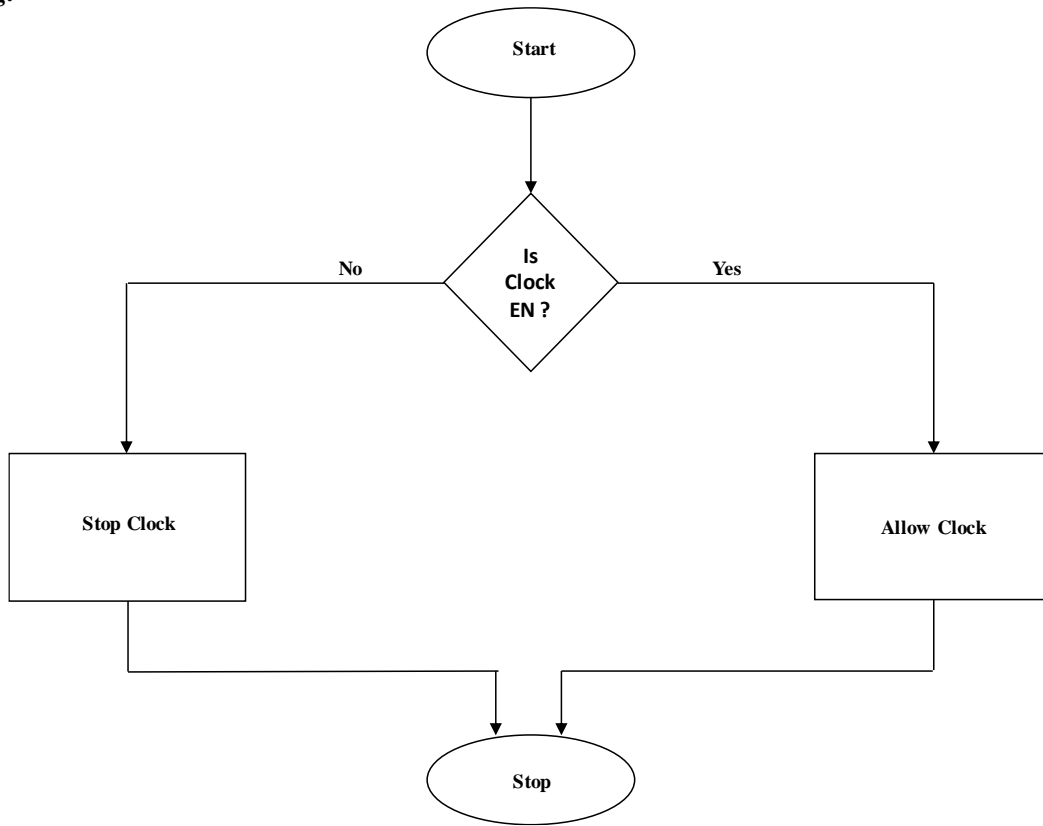 Start
Is
Clock
EN ?
No
Yes
Stop Clock
Allow Clock
Stop